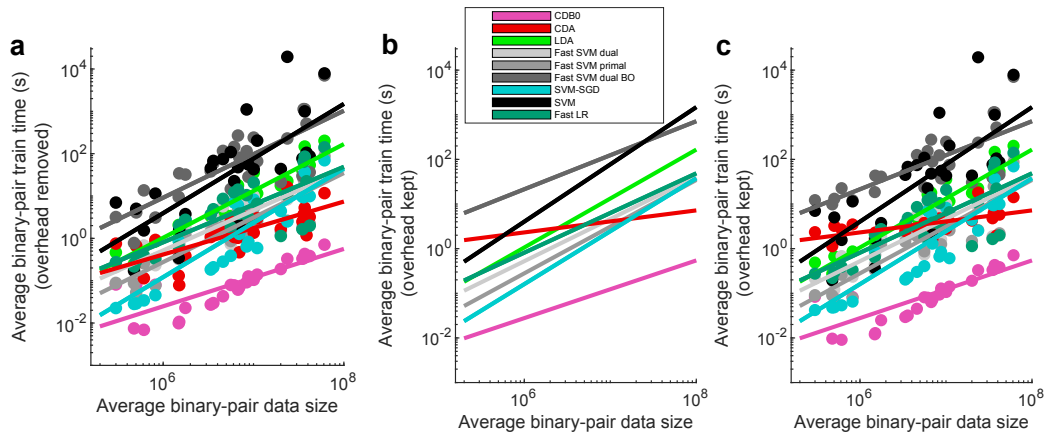 a
Average binary-pair train time (s)
(overhead removed)
10^4
10^2
10^0
10^-2
10^6
10^8
Average binary-pair data size
b
CDB0
CDA
LDA
Fast SVM dual
Fast SVM primal
Fast SVM dual BO
SVM-SGD
SVM
Fast LR
Average binary-pair train time (s)
(overhead kept)
10^4
10^2
10^0
10^-2
10^6
10^8
Average binary-pair data size
c
Average binary-pair train time (s)
(overhead kept)
10^4
10^2
10^0
10^-2
10^6
10^8
Average binary-pair data size